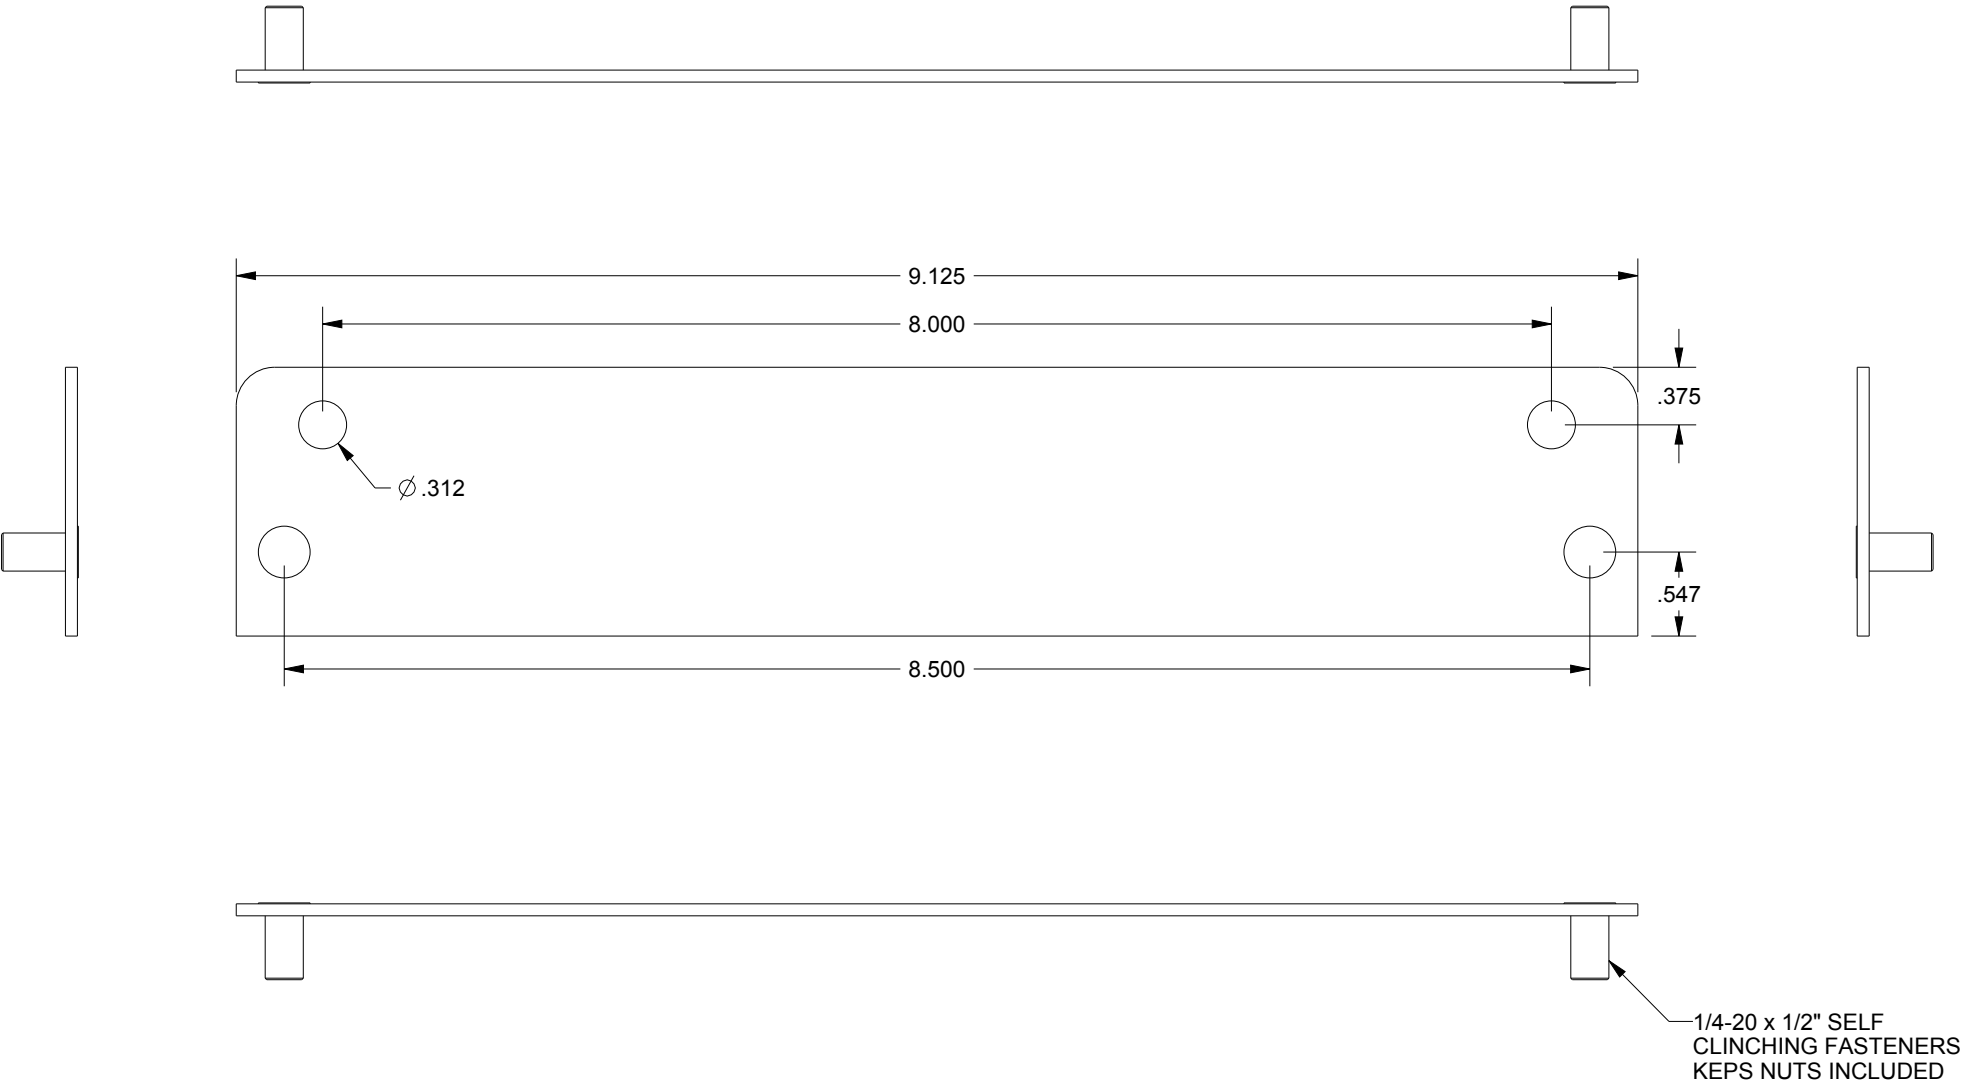 9.125
8.000
.375
⌀ .312
.547
8.500
1/4-20 x 1/2" SELF
CLINCHING FASTENERS
KEPS NUTS INCLUDED